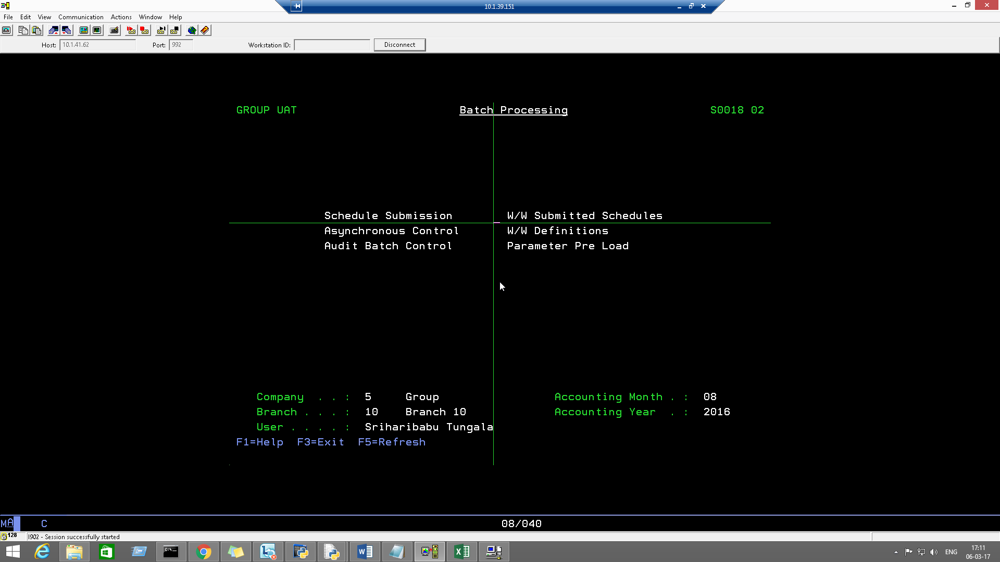 10.1.39.151
File Edit View Communication Actions Window Help
Host: 10.1.41.62 Port: 992 Workstation ID: Disconnect
GROUP UAT Batch Processing S0018 02
Schedule Submission W/W Submitted Schedules
Asynchronous Control W/W Definitions
Audit Batch Control Parameter Pre Load
Company . . : 5 Group Accounting Month . : 08
Branch . . . : 10 Branch 10 Accounting Year . : 2016
User . . . . : Sriharibabu Tungala
F1=Help F3=Exit F5=Refresh
MA C 08/040
128 I902 - Session successfully started
ENG 17:11
06-03-17